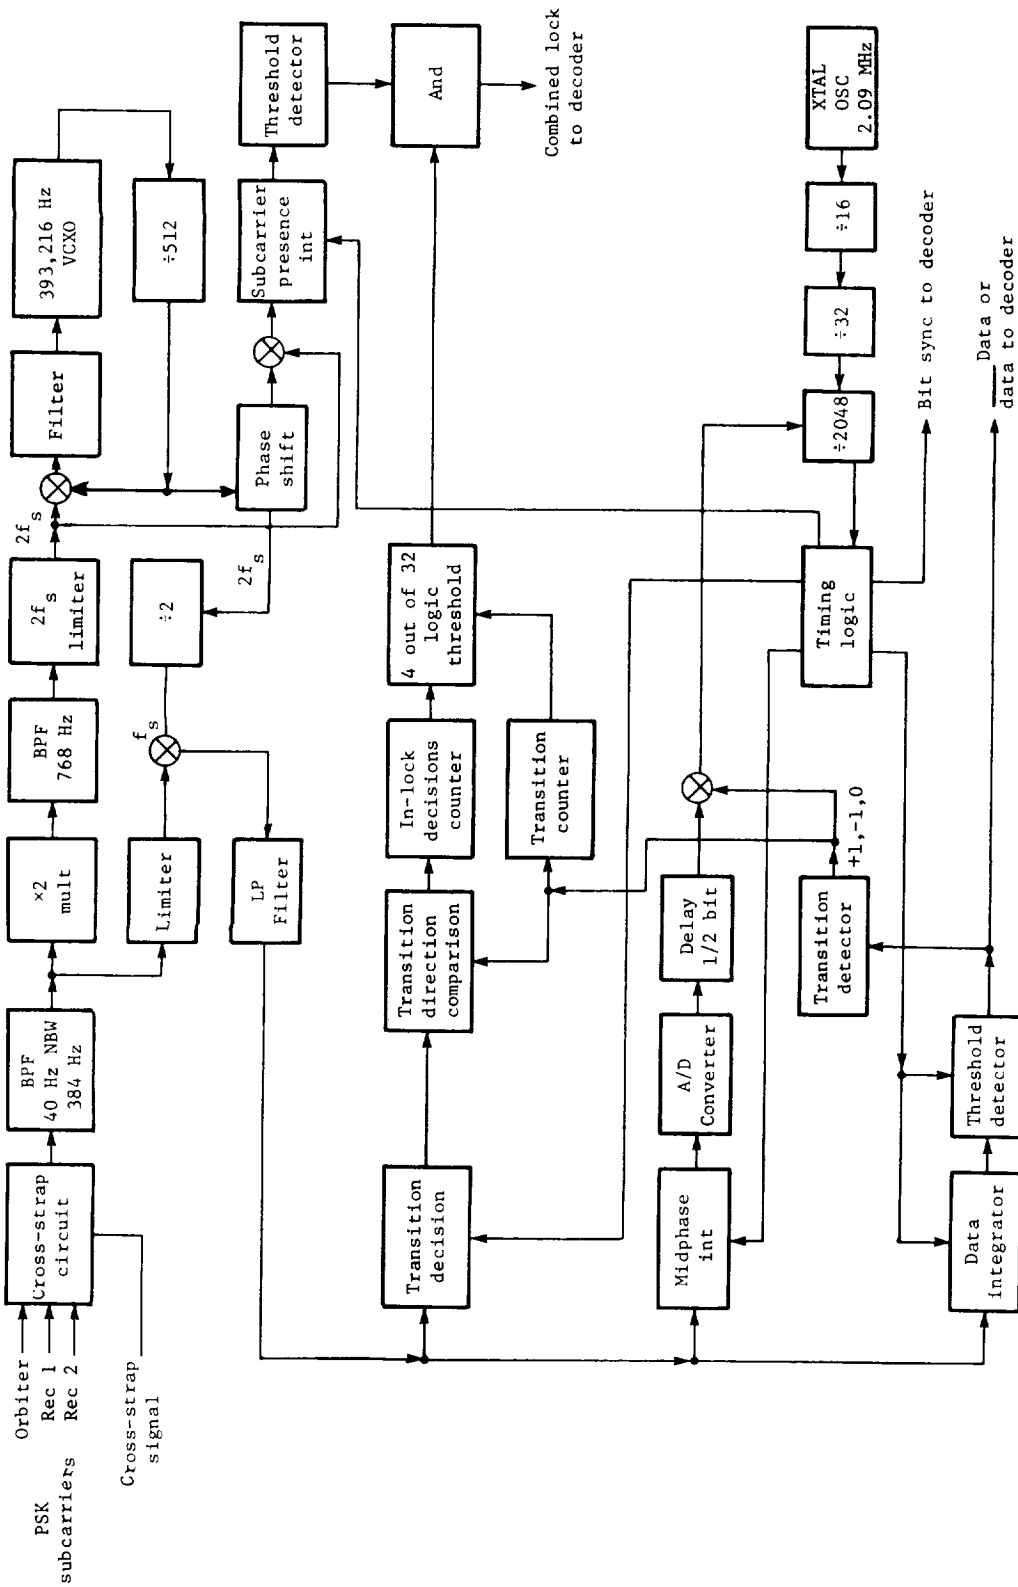 PSK
subcarriers
Orbiter
Rec 1
Rec 2
Cross-strap
signal
Cross-strap
circuit
BPF
40 Hz NBW
384 Hz
×2
mult
BPF
768 Hz
2f s
limiter
2f s
Filter
393,216 Hz
VCXO
÷512
Limiter
f s
÷2
2f s
Phase
shift
Subcarrier
presence
int
Threshold
detector
LP
Filter
Transition
decision
Transition
direction
comparison
In-lock
decisions
counter
4 out of 32
logic
threshold
And
Combined lock
to decoder
Transition
counter
Midphase
int
A/D
Converter
Delay
1/2 bit
÷2048
÷32
÷16
XTAL
OSC
2.09 MHz
Transition
detector
+1,-1,0
Timing
logic
Bit sync to decoder
Data
integrator
Threshold
detector
Data or
data to decoder